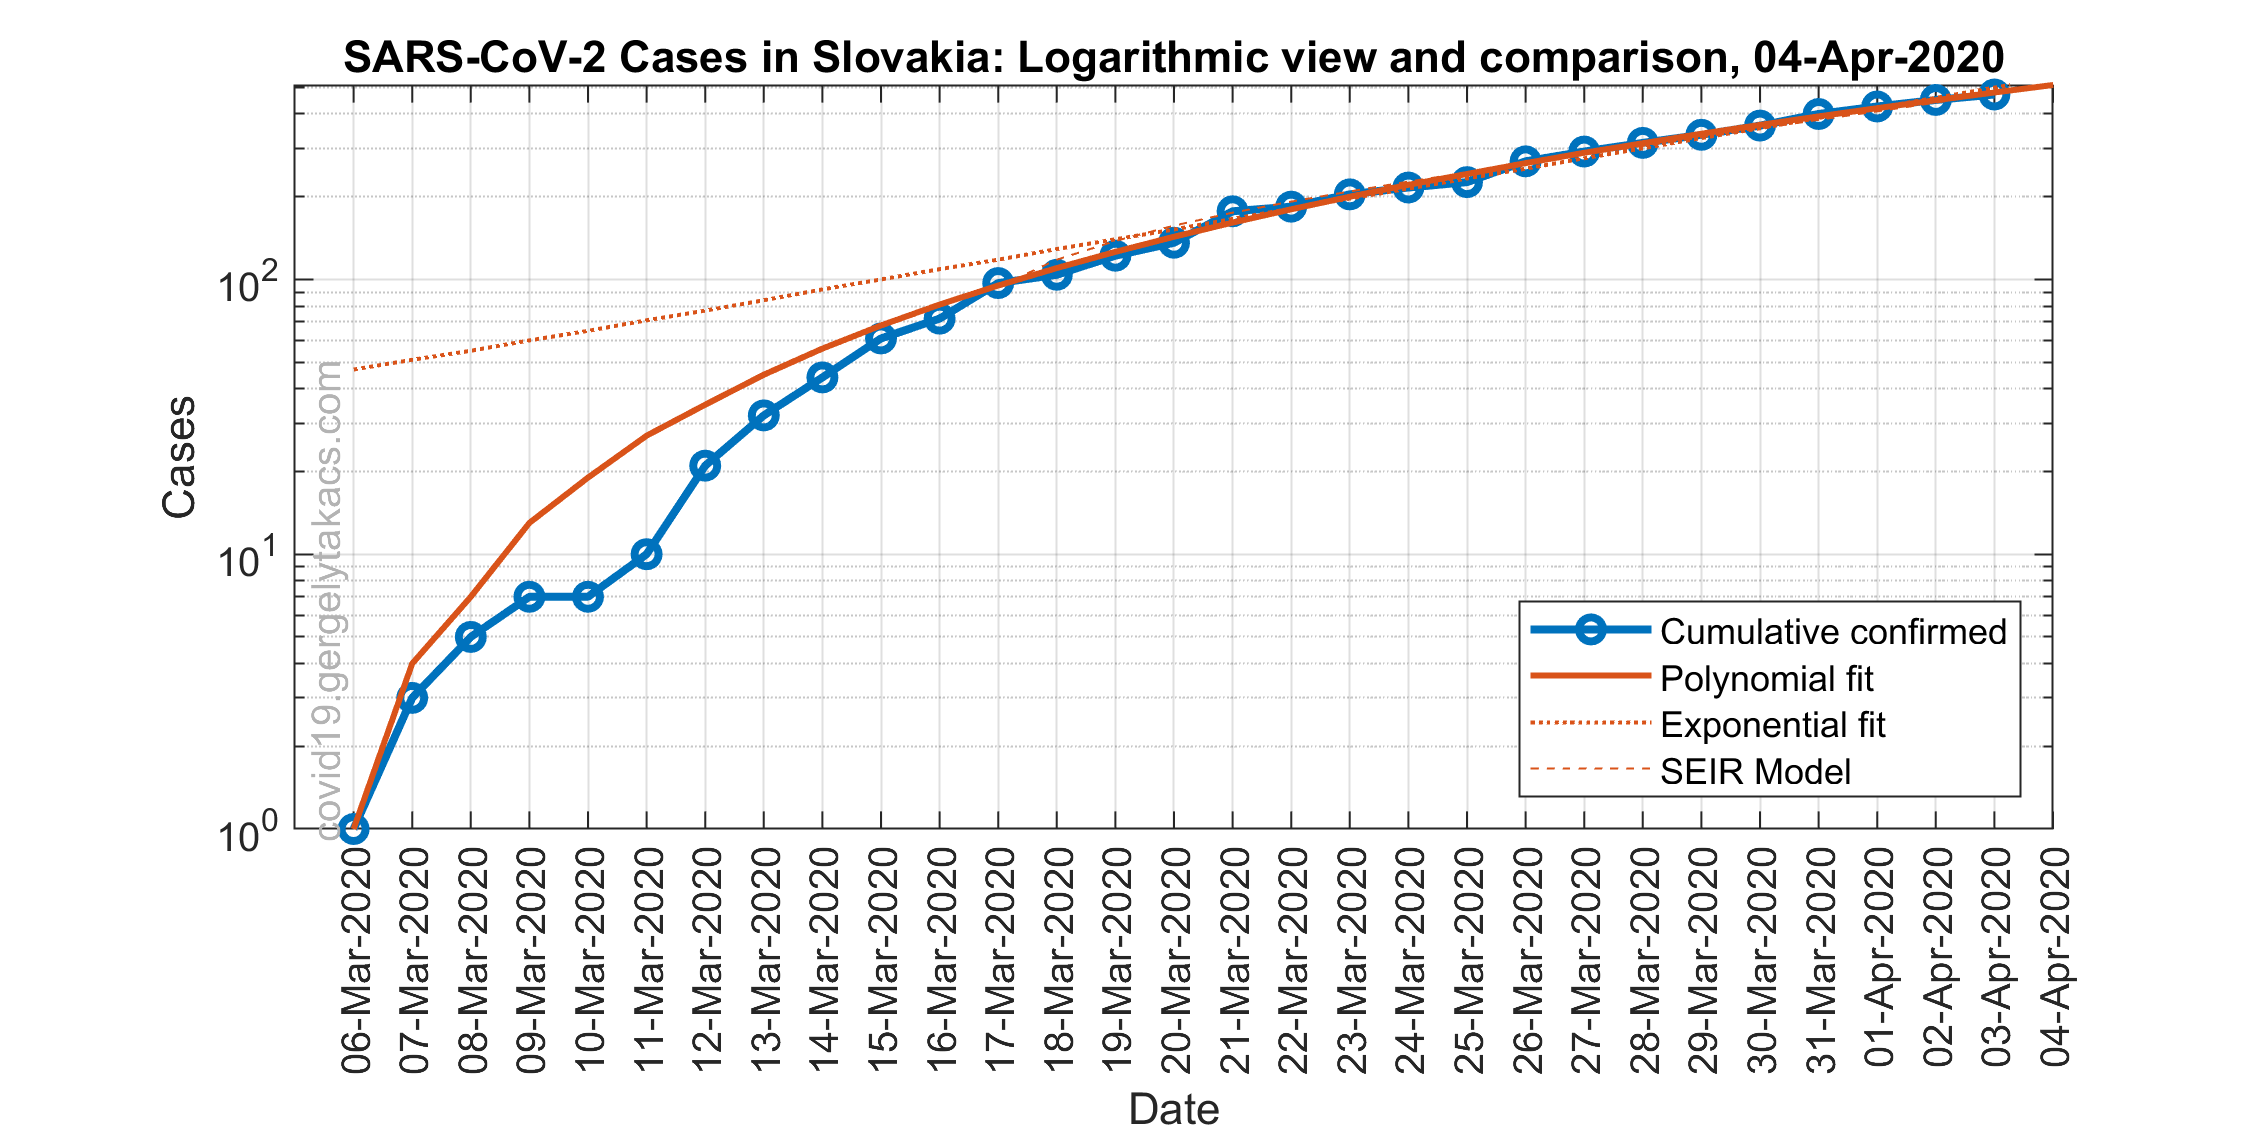 SARS-CoV-2 Cases in Slovakia: Logarithmic view and comparison, 04-Apr-2020
Cases
10^2
10^1
10^0
covid19.gergelytakacs.com
Cumulative confirmed
Polynomial fit
Exponential fit
SEIR Model
06-Mar-2020
07-Mar-2020
08-Mar-2020
09-Mar-2020
10-Mar-2020
11-Mar-2020
12-Mar-2020
13-Mar-2020
14-Mar-2020
15-Mar-2020
16-Mar-2020
17-Mar-2020
18-Mar-2020
19-Mar-2020
20-Mar-2020
21-Mar-2020
22-Mar-2020
23-Mar-2020
24-Mar-2020
25-Mar-2020
26-Mar-2020
27-Mar-2020
28-Mar-2020
29-Mar-2020
30-Mar-2020
31-Mar-2020
01-Apr-2020
02-Apr-2020
03-Apr-2020
04-Apr-2020
Date